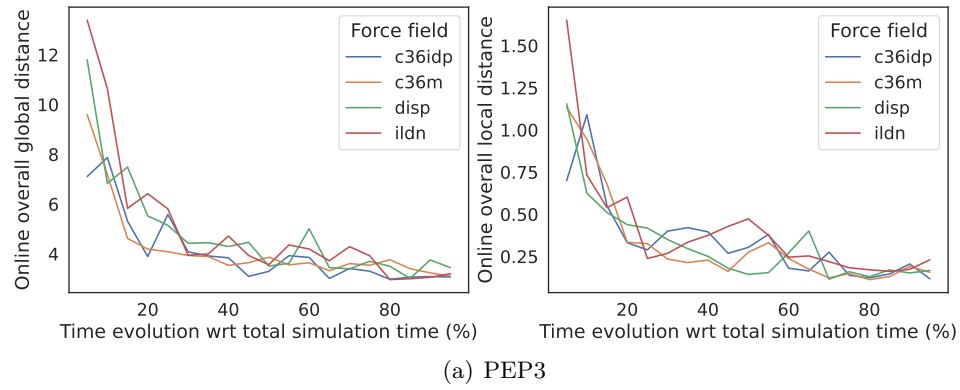 Online overall global distance
12
10
8
6
4
20
40
60
80
Time evolution wrt total simulation time (%)
Force field
c36idp
c36m
disp
ildn
Online overall local distance
1.50
1.25
1.00
0.75
0.50
0.25
20
40
60
80
Time evolution wrt total simulation time (%)
Force field
c36idp
c36m
disp
ildn
(a) PEP3